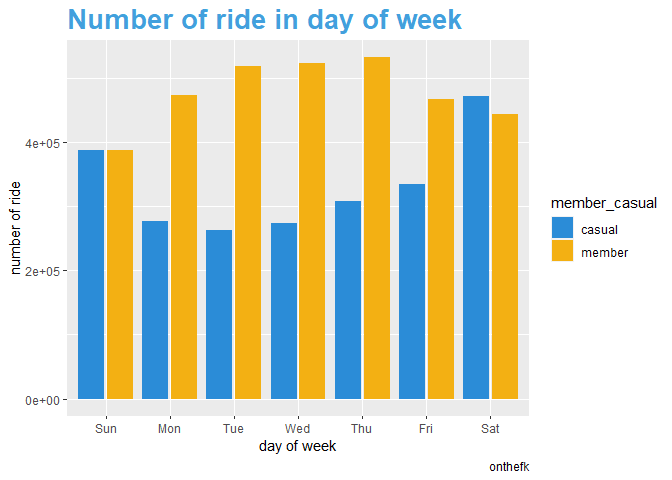 Number of ride in day of week
number of ride
4e+05
2e+05
0e+00
Sun Mon Tue Wed Thu Fri Sat
day of week
member_casual
casual
member
onthefk